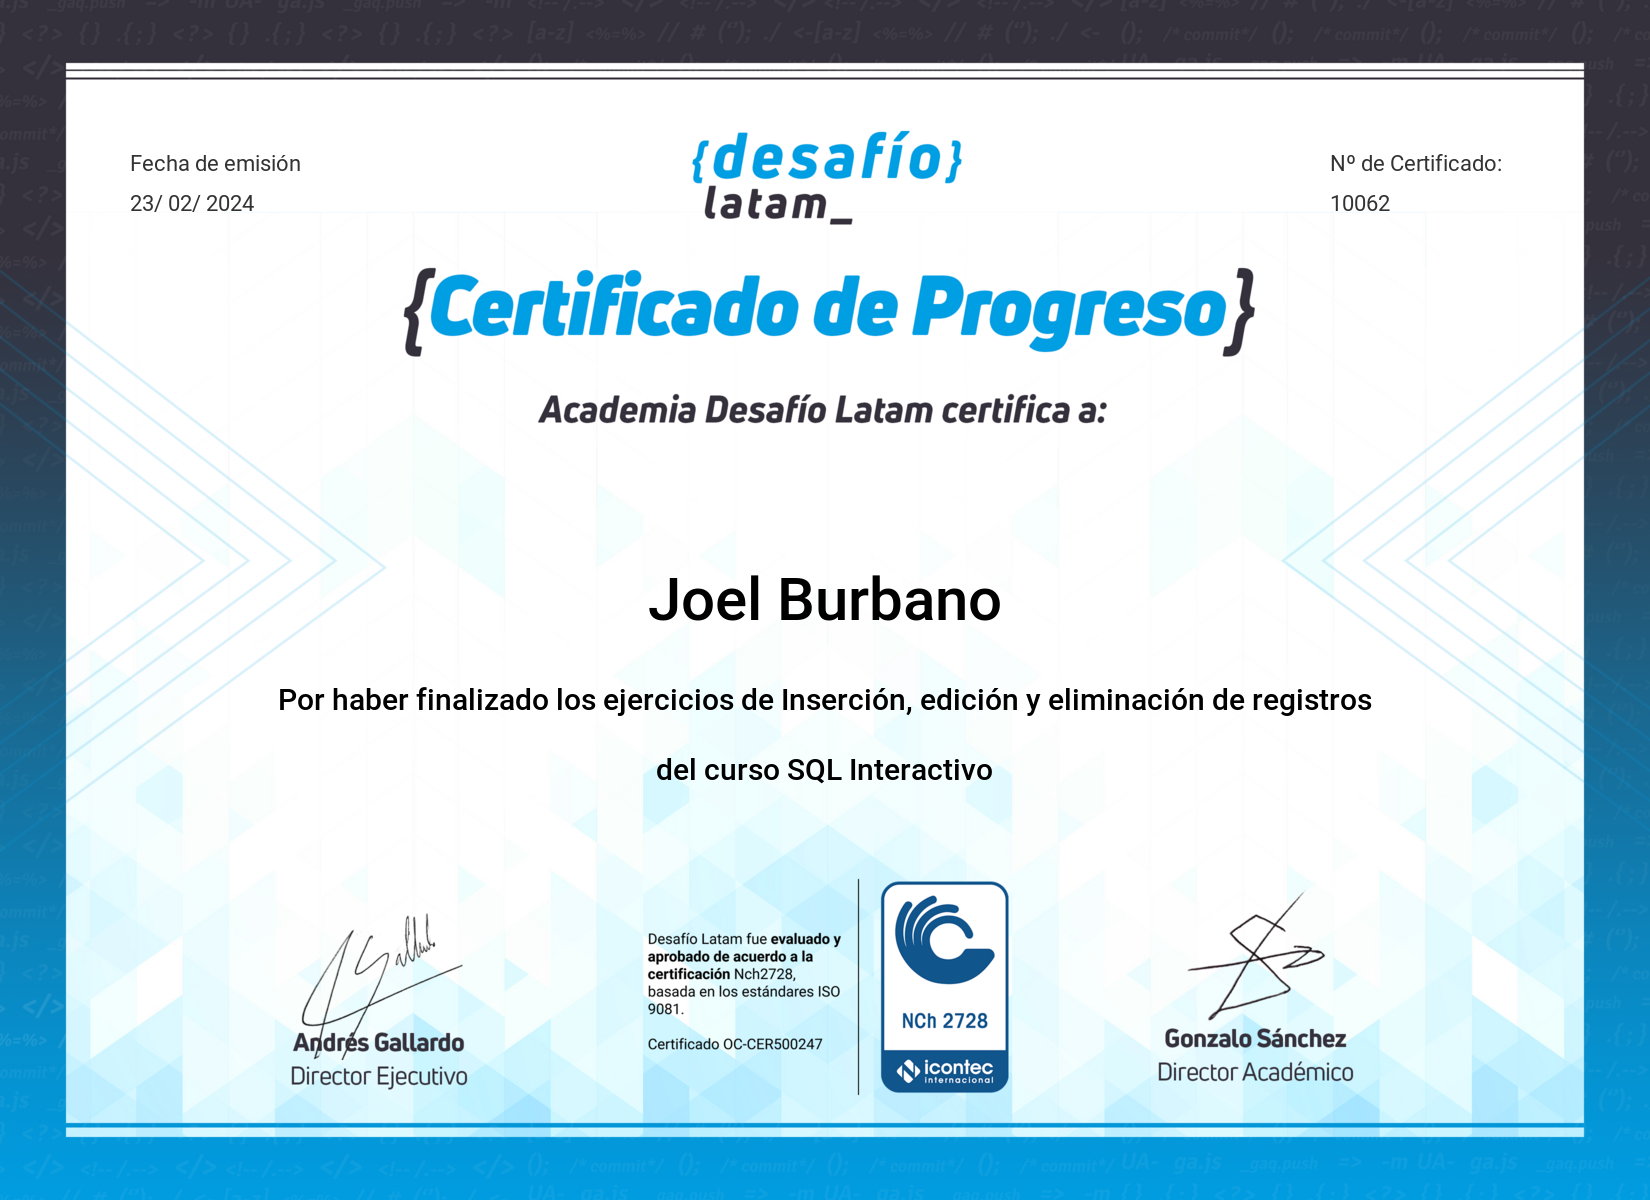 Fecha de emisión
23/ 02/ 2024
{desafío}
latam_
Nº de Certificado:
10062
{Certificado de Progreso}
Academia Desafío Latam certifica a:
Joel Burbano
Por haber finalizado los ejercicios de Inserción, edición y eliminación de registros
del curso SQL Interactivo
Andrés Gallardo
Director Ejecutivo
Desafío Latam fue evaluado y
aprobado de acuerdo a la
certificación Nch2728,
basada en los estándares ISO
9081.
Certificado OC-CER500247
NCh 2728
icontec
internacional
Gonzalo Sánchez
Director Académico